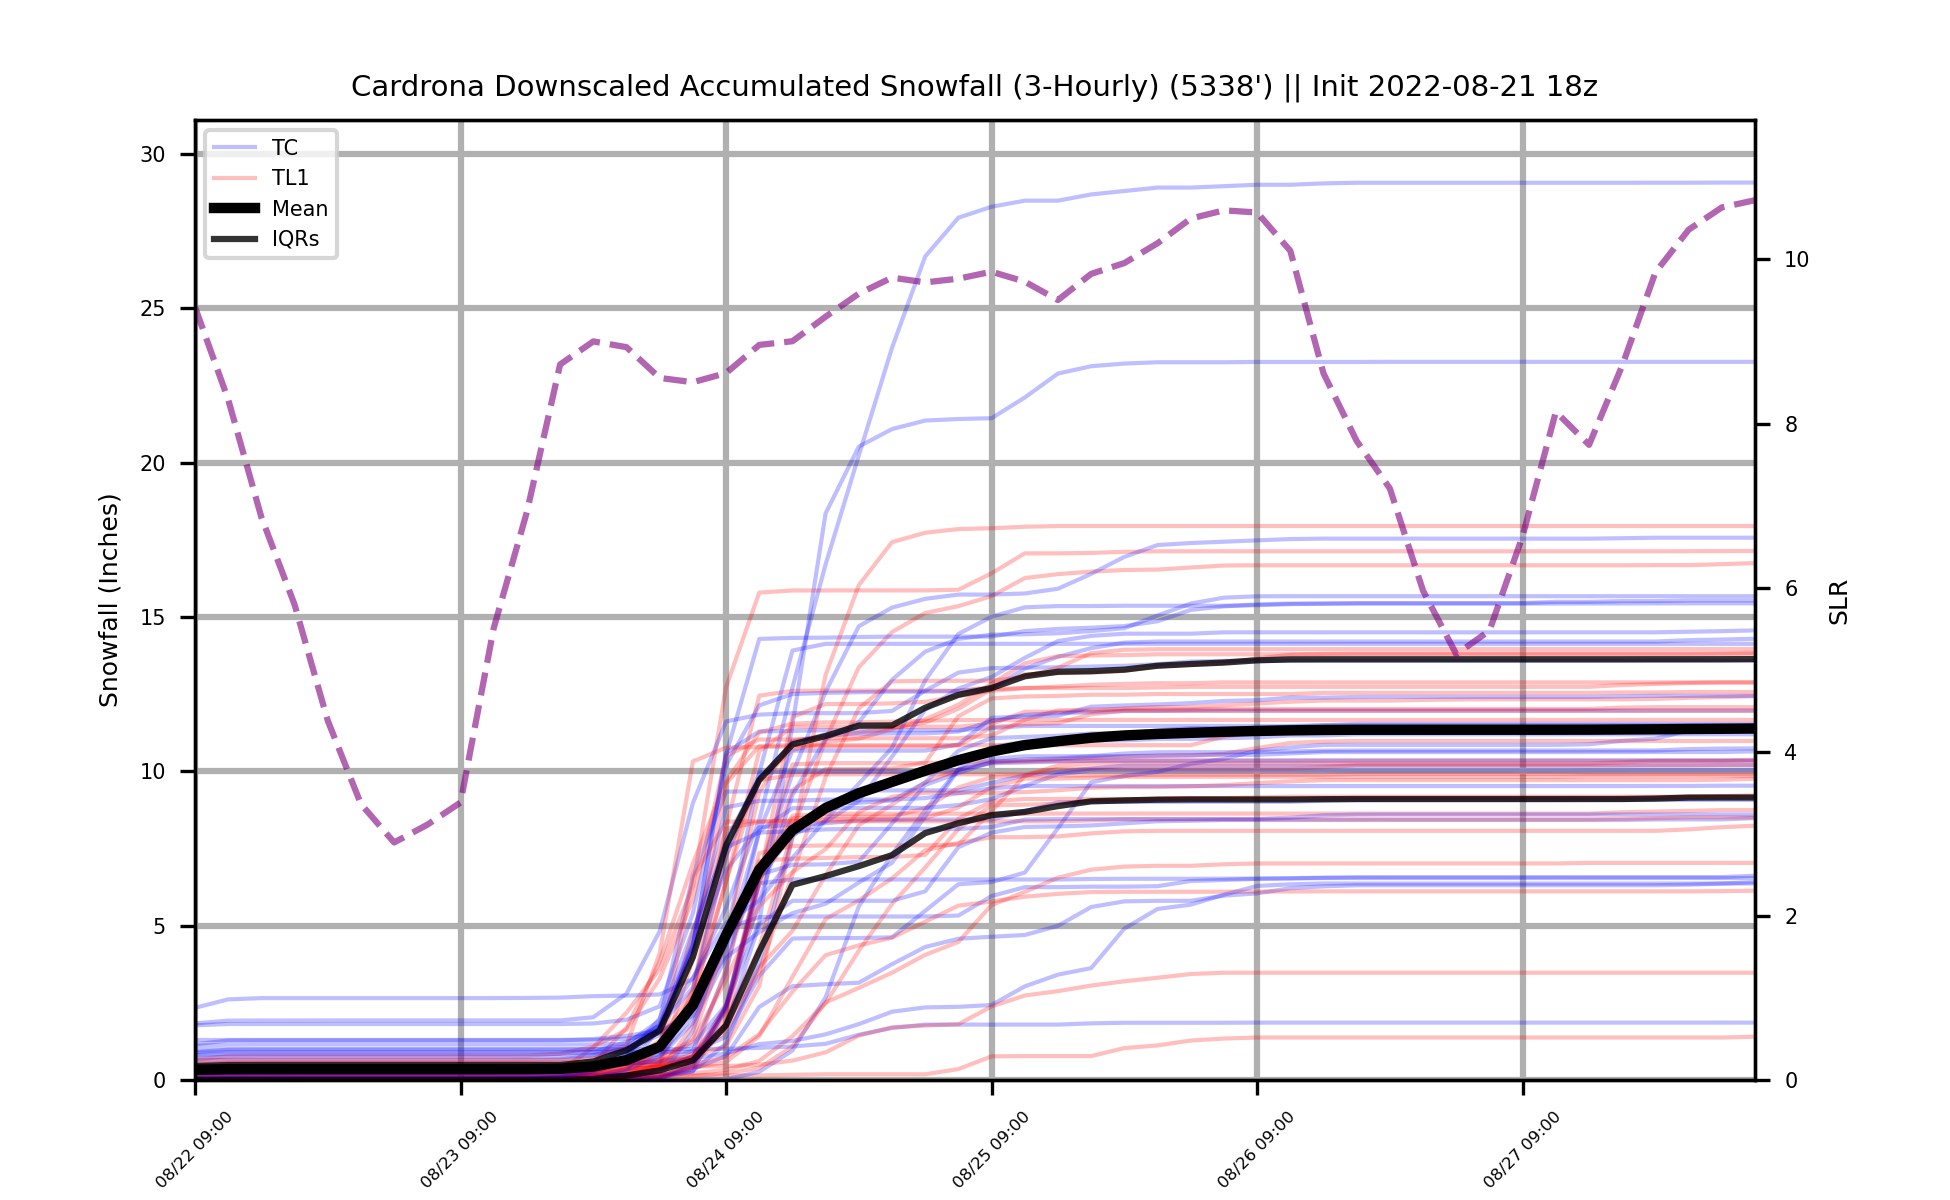 Cardrona Downscaled Accumulated Snowfall (3-Hourly) (5338') || Init 2022-08-21 18z
TC
TL1
Mean
IQRs
Snowfall (Inches)
30
25
20
15
10
5
0
SLR
10
8
6
4
2
0
08/22 09:00
08/23 09:00
08/24 09:00
08/25 09:00
08/26 09:00
08/27 09:00